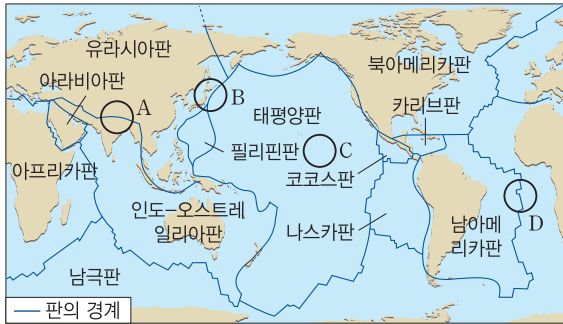 유라시아판
아라비아판
A
B
북아메리카판
카리브판
태평양판
필리핀판
C
코코스판
아프리카판
인도–오스트레
일리아판
나스카판
남아메
리카판
D
남극판
판의 경계